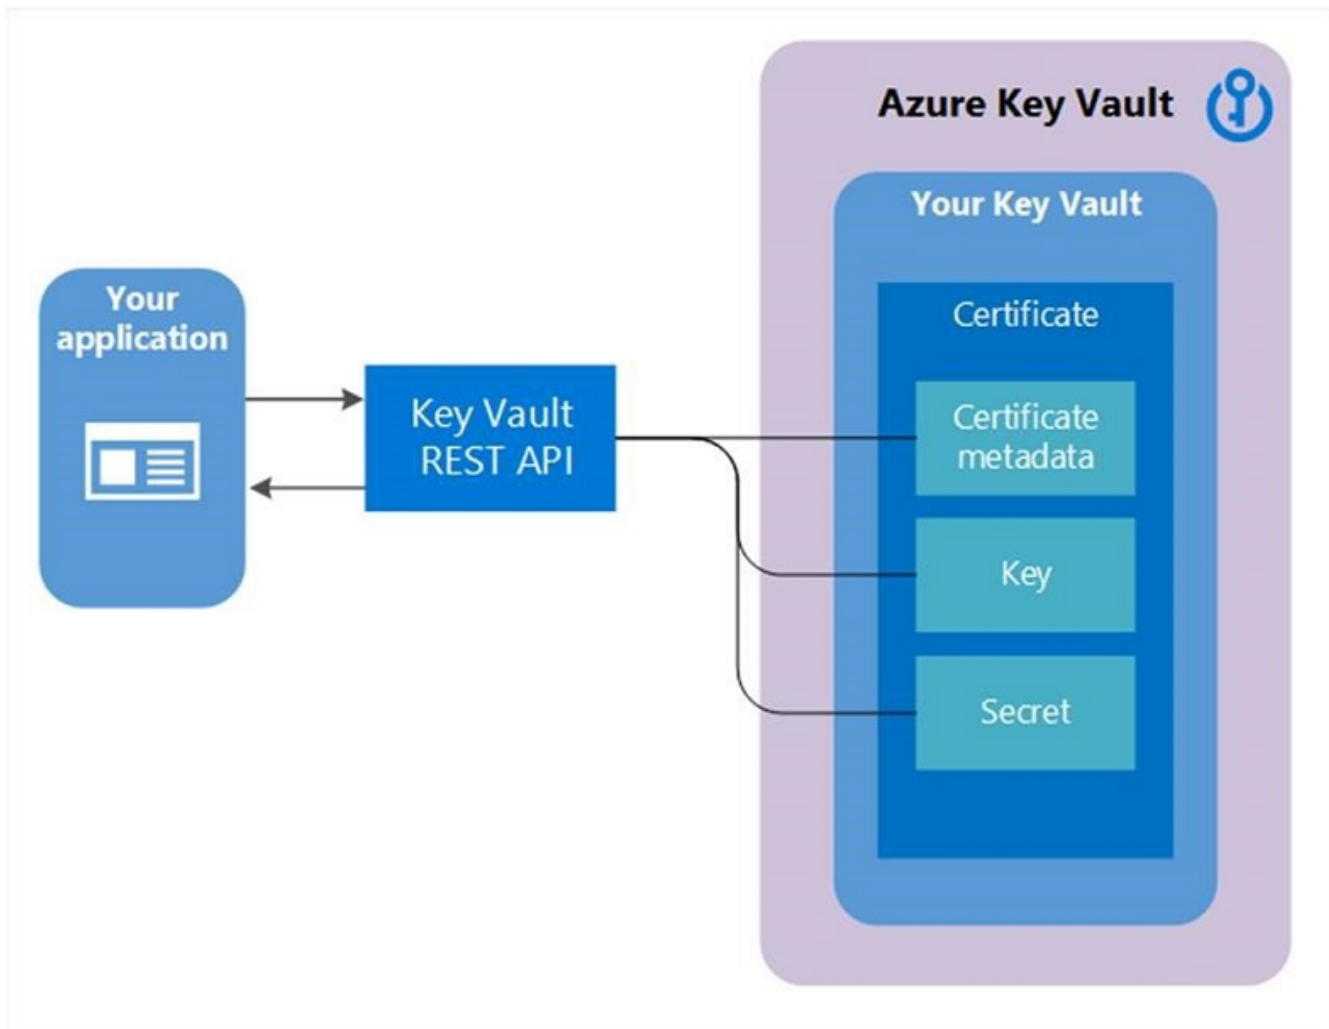 Azure Key Vault
Your Key Vault
Your
application
Certificate
Key Vault
REST API
Certificate
metadata
Key
Secret